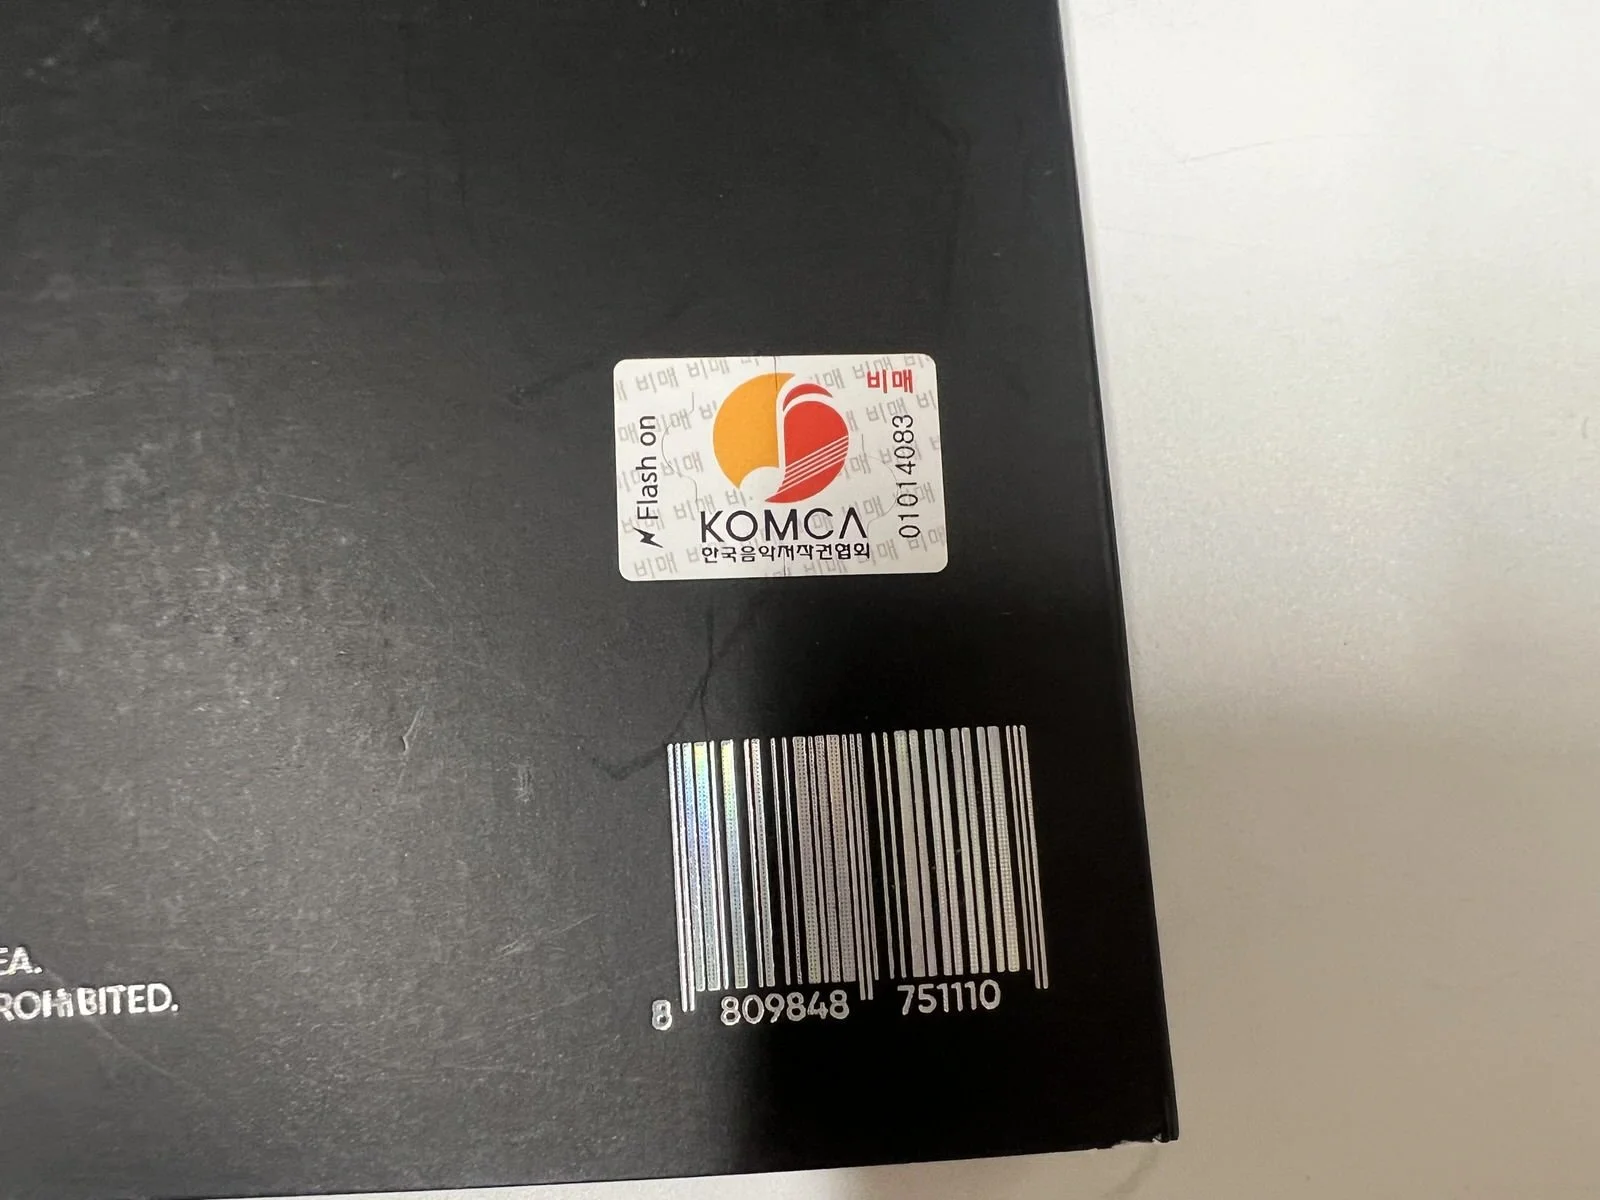 비매
Flash on
01014083
KOMCA
한국음악저작권협회
EA.
ROHIBITED.
8 809848 751110